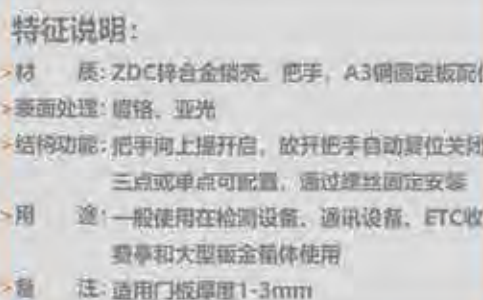 特征说明：
>材　质：ZDC锌合金锁壳、把手，A3钢固定板配
>表面处理：镀铬、亚光
>结构功能：把手向上提开启，放开把手自动复位关闭
三点或单点可配置，通过螺丝固定安装
>用　途：一般使用在检测设备、通讯设备、ETC收
费亭和大型钣金箱体使用
>备　注：适用门板厚度1-3mm